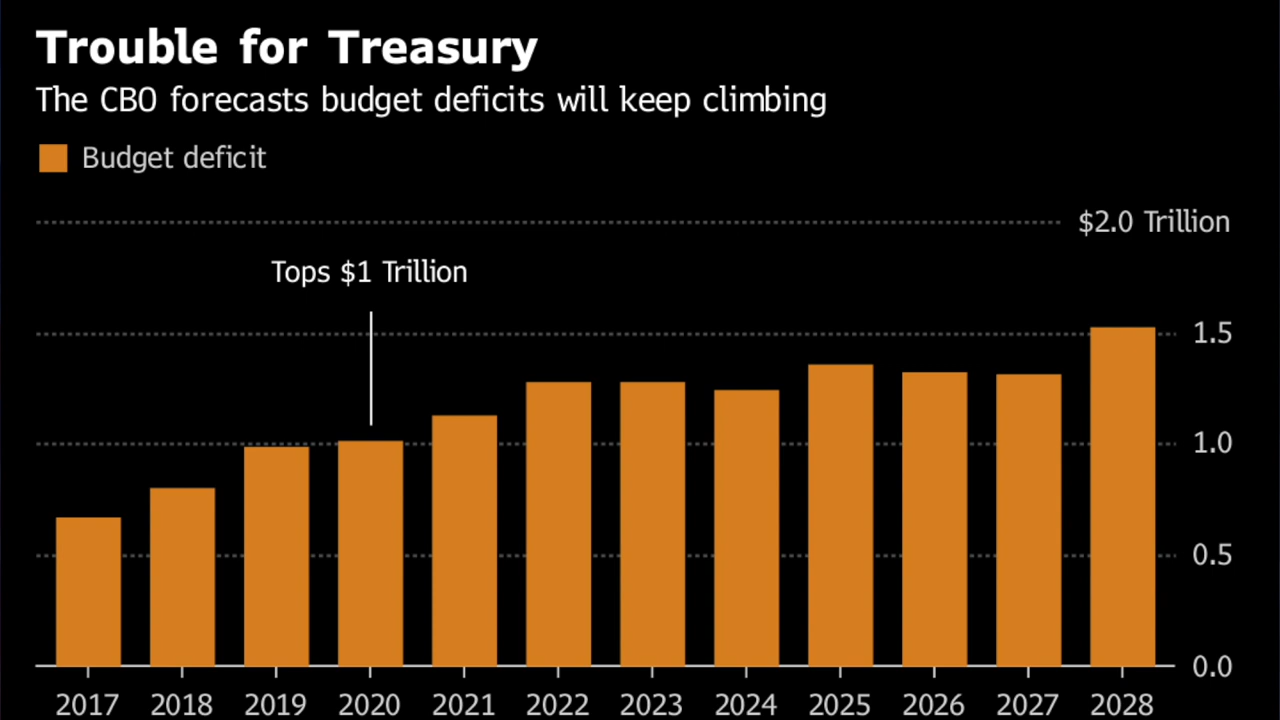 Trouble for Treasury
The CBO forecasts budget deficits will keep climbing
Budget deficit
$2.0 Trillion
Tops $1 Trillion
1.5
1.0
0.5
0.0
2017 2018 2019 2020 2021 2022 2023 2024 2025 2026 2027 2028